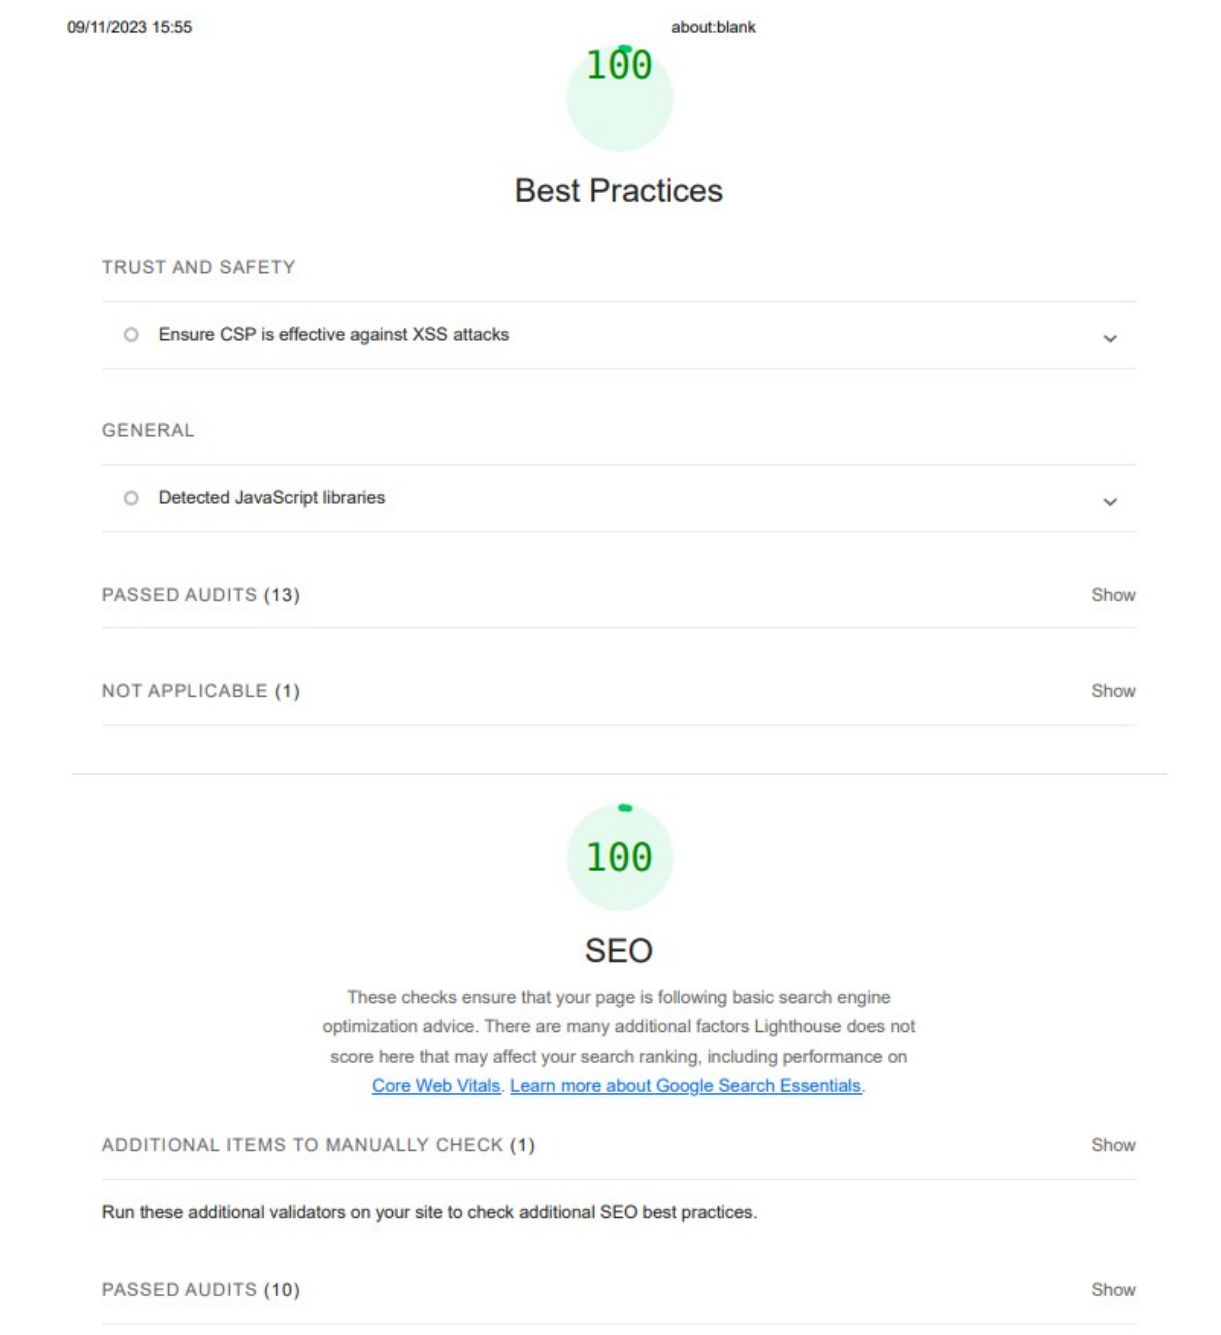 09/11/2023 15:55
about:blank
100
Best Practices
TRUST AND SAFETY
Ensure CSP is effective against XSS attacks
GENERAL
Detected JavaScript libraries
PASSED AUDITS (13) Show
NOT APPLICABLE (1) Show
100
SEO
These checks ensure that your page is following basic search engine
optimization advice. There are many additional factors Lighthouse does not
score here that may affect your search ranking, including performance on
Core Web Vitals. Learn more about Google Search Essentials.
ADDITIONAL ITEMS TO MANUALLY CHECK (1) Show
Run these additional validators on your site to check additional SEO best practices.
PASSED AUDITS (10) Show